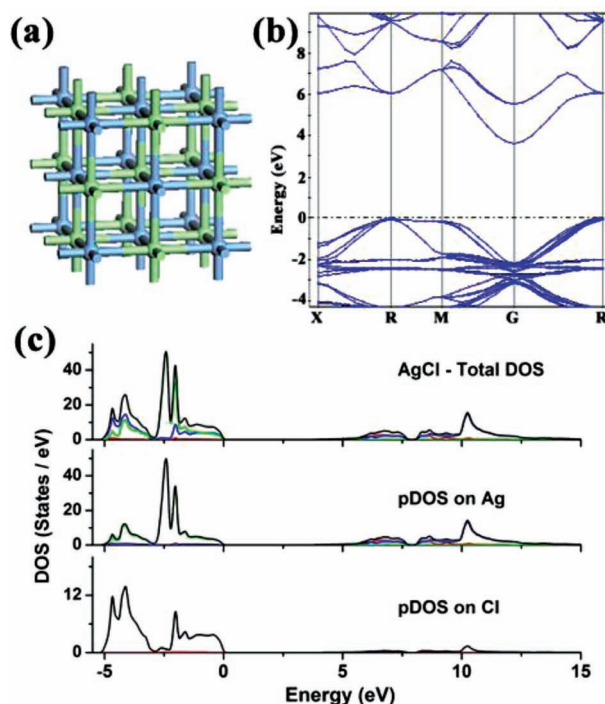 (a)
(b)
Energy (eV)
8
6
4
2
0
-2
-4
X R M G R
(c)
DOS (States / eV)
AgCl - Total DOS
40
20
0
pDOS on Ag
40
20
0
pDOS on Cl
12
0
-5 0 5 10 15
Energy (eV)